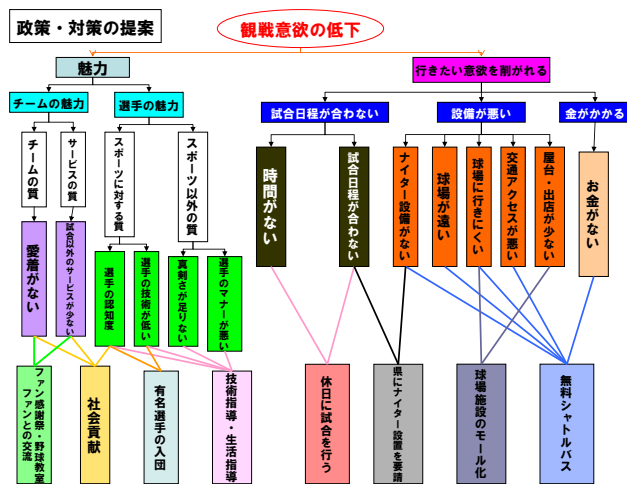 政策・対策の提案
観戦意欲の低下
魅力
行きたい意欲を削がれる
チームの魅力
選手の魅力
試合日程が合わない
設備が悪い
金がかかる
チームの質
サービスの質
スポーツに対する質
スポーツ以外の質
時間がない
試合日程が合わない
ナイター設備がない
球場が遠い
球場に行きにくい
交通アクセスが悪い
屋台・出店が少ない
お金がない
愛着がない
試合以外のサービスが少ない
選手の認知度
選手の技術が低い
真剣さが足りない
選手のマナーが悪い
ファン感謝祭・野球教室
ファンとの交流
社会貢献
有名選手の入団
技術指導・生活指導
休日に試合を行う
県にナイター設置を要請
球場施設のモール化
無料シャトルバス